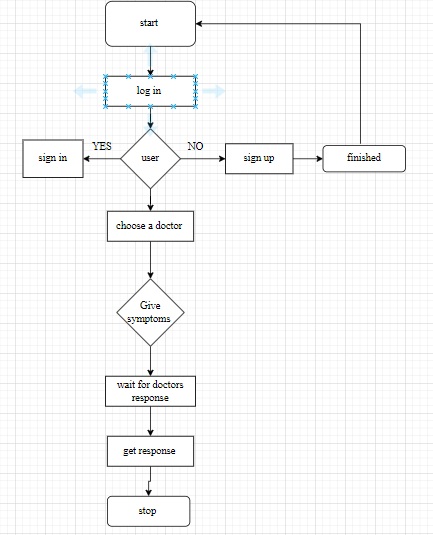 start
log in
YES
NO
sign in
user
sign up
finished
choose a doctor
Give
symptoms
wait for doctors
response
get response
stop